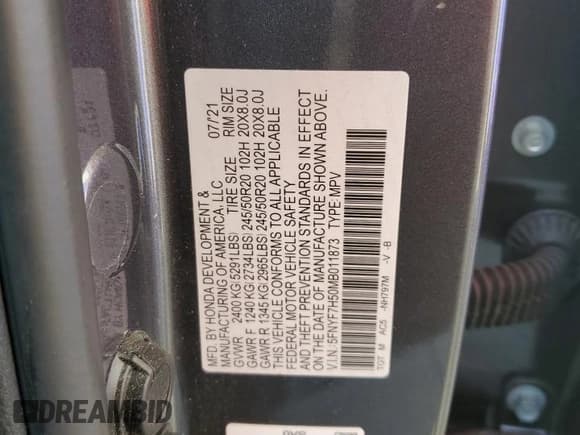 MFD. BY HONDA DEVELOPMENT & 07/21
MANUFACTURING OF AMERICA, LLC
TIRE SIZE RIM SIZE
GVWR 2400 KG(5291LBS)
GAWR F 1240 KG(2734LBS) 245/50R20 102H 20X8.0J
GAWR R 1345 KG(2965LBS) 245/50R20 102H 20X8.0J
THIS VEHICLE CONFORMS TO ALL APPLICABLE
FEDERAL MOTOR VEHICLE SAFETY
AND THEFT PREVENTION STANDARDS IN EFFECT
ON THE DATE OF MANUFACTURE SHOWN ABOVE.
V.I.N.: 5FNYF7H50MB011873 TYPE: MPV
TGT M AC5 -NH797M -V -B
DREAMBID